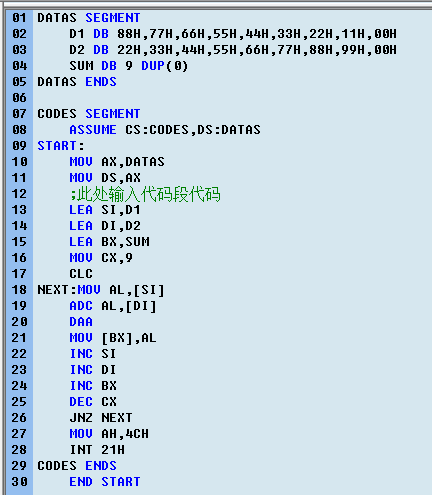 01 DATAS SEGMENT
02     D1 DB 88H,77H,66H,55H,44H,33H,22H,11H,00H
03     D2 DB 22H,33H,44H,55H,66H,77H,88H,99H,00H
04     SUM DB 9 DUP(0)
05 DATAS ENDS
06
07 CODES SEGMENT
08     ASSUME CS:CODES,DS:DATAS
09 START:
10     MOV AX,DATAS
11     MOV DS,AX
12     ;此处输入代码段代码
13     LEA SI,D1
14     LEA DI,D2
15     LEA BX,SUM
16     MOV CX,9
17     CLC
18 NEXT:MOV AL,[SI]
19     ADC AL,[DI]
20     DAA
21     MOV [BX],AL
22     INC SI
23     INC DI
24     INC BX
25     DEC CX
26     JNZ NEXT
27     MOV AH,4CH
28     INT 21H
29 CODES ENDS
30     END START